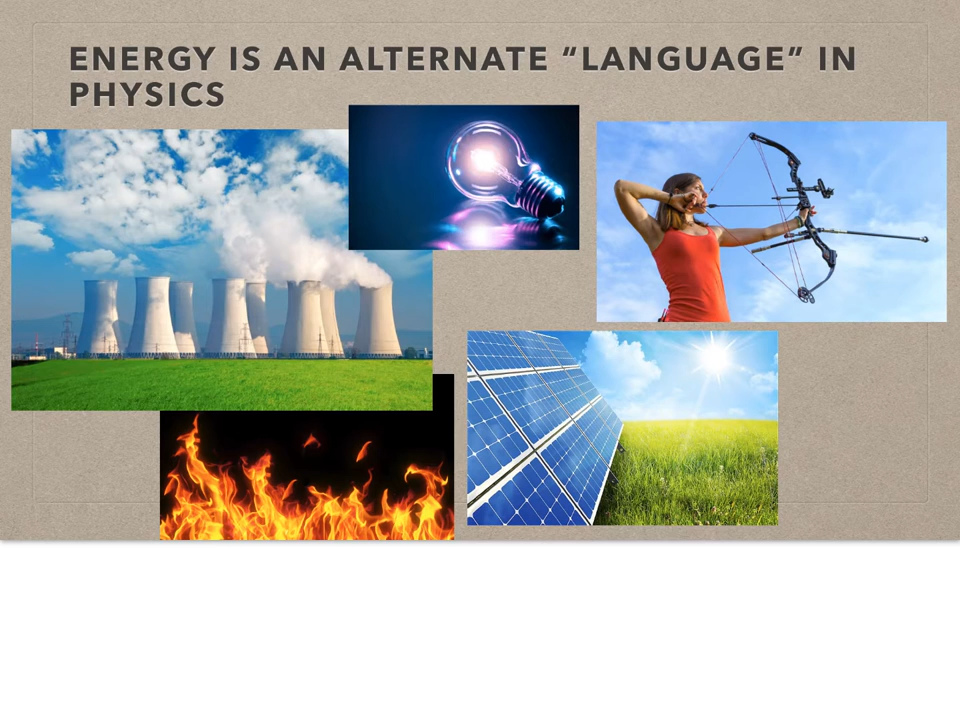 ENERGY IS AN ALTERNATE “LANGUAGE” IN
PHYSICS